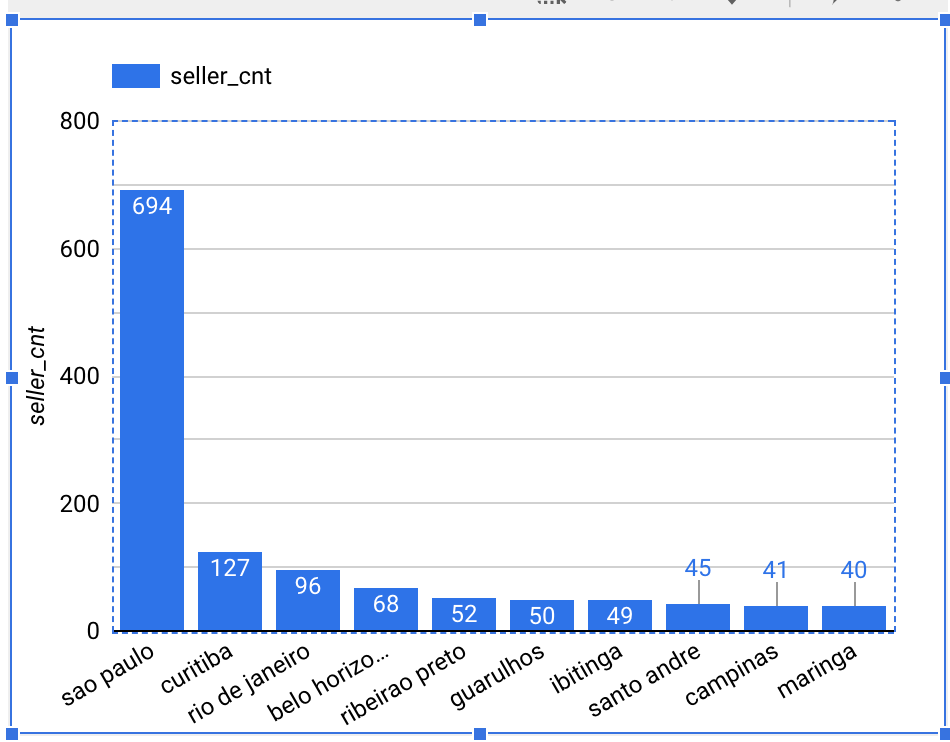 seller_cnt
800
600
400
200
0
seller_cnt
694
127
96
68
52
50
49
45
41
40
sao paulo
curitiba
rio de janeiro
belo horizo...
ribeirao preto
guarulhos
ibitinga
santo andre
campinas
maringa